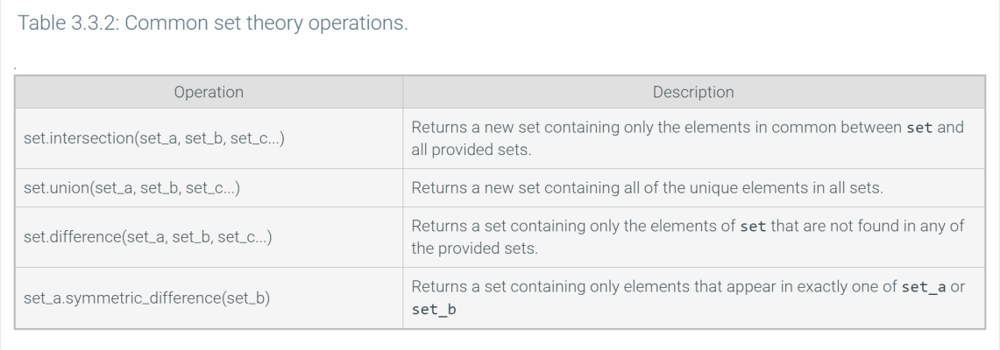 Table 3.3.2: Common set theory operations.
.
Operation
Description
set.intersection(set_a, set_b, set_c...)
Returns a new set containing only the elements in common between set and
all provided sets.
set.union(set_a, set_b, set_c...)
Returns a new set containing all of the unique elements in all sets.
set.difference(set_a, set_b, set_c...)
Returns a set containing only the elements of set that are not found in any of
the provided sets.
set_a.symmetric_difference(set_b)
Returns a set containing only elements that appear in exactly one of set_a or
set_b